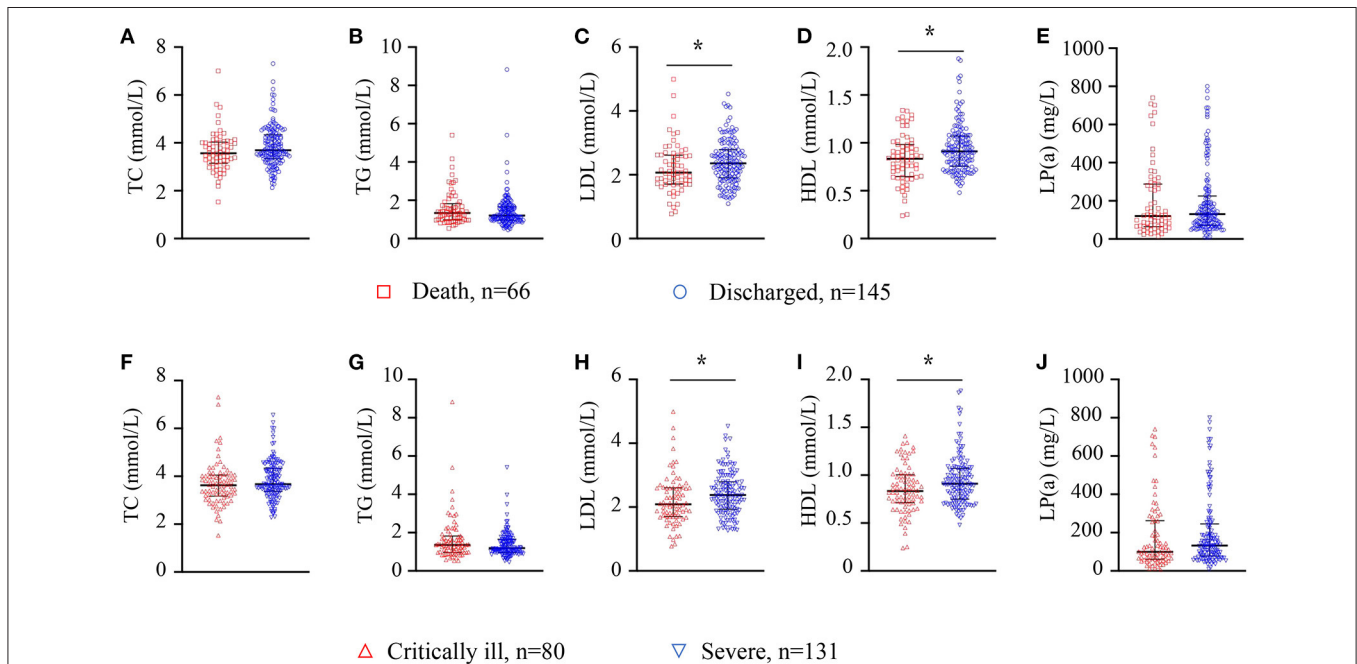 A B C D E
TC (mmol/L) 8 6 4 2 0
TG (mmol/L) 10 8 6 4 2 0
LDL (mmol/L) 6 4 2 0 *
HDL (mmol/L) 2.0 1.5 1.0 0.5 0.0 *
LP(a) (mg/L) 1000 800 600 400 200 0
Death, n=66 Discharged, n=145
F G H I J
TC (mmol/L) 8 6 4 2 0
TG (mmol/L) 10 8 6 4 2 0
LDL (mmol/L) 6 4 2 0 *
HDL (mmol/L) 2.0 1.5 1.0 0.5 0.0 *
LP(a) (mg/L) 1000 800 600 400 200 0
Critically ill, n=80 Severe, n=131